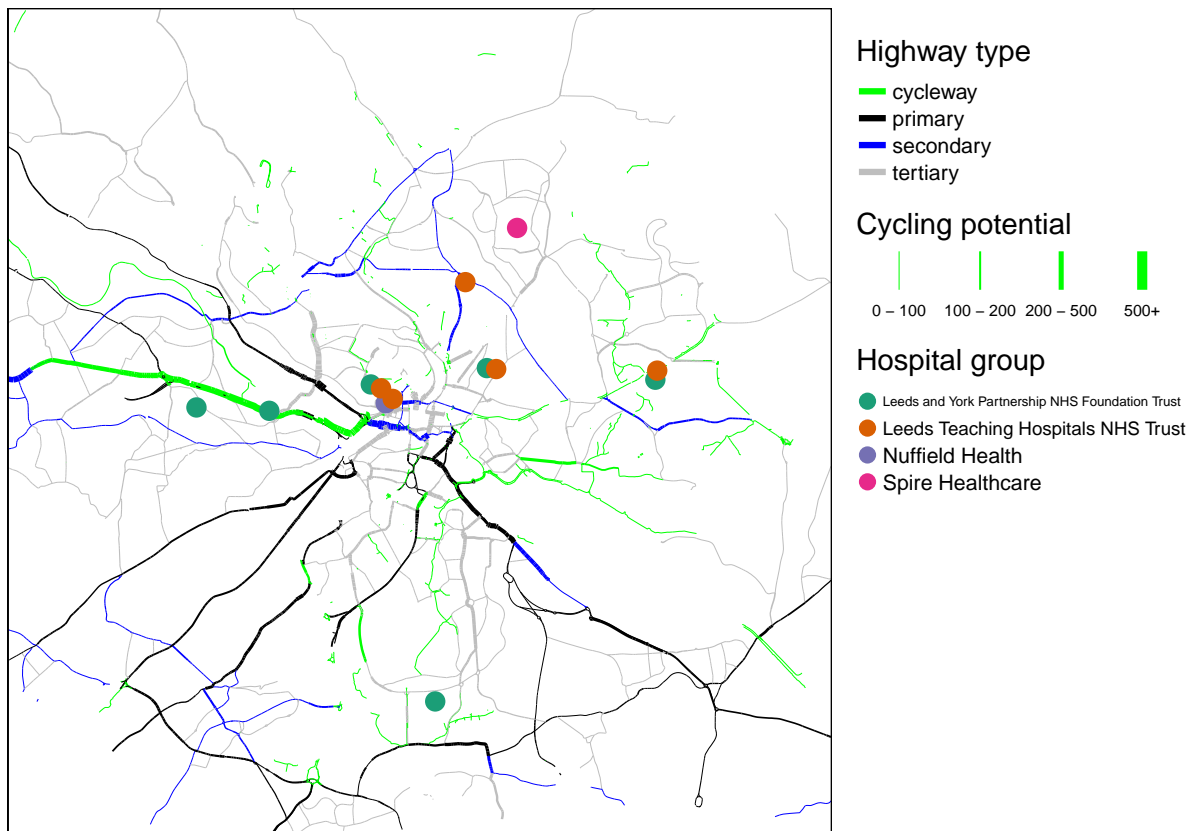 Highway type
cycleway
primary
secondary
tertiary
Cycling potential
0 – 100 100 – 200 200 – 500 500+
Hospital group
Leeds and York Partnership NHS Foundation Trust
Leeds Teaching Hospitals NHS Trust
Nuffield Health
Spire Healthcare